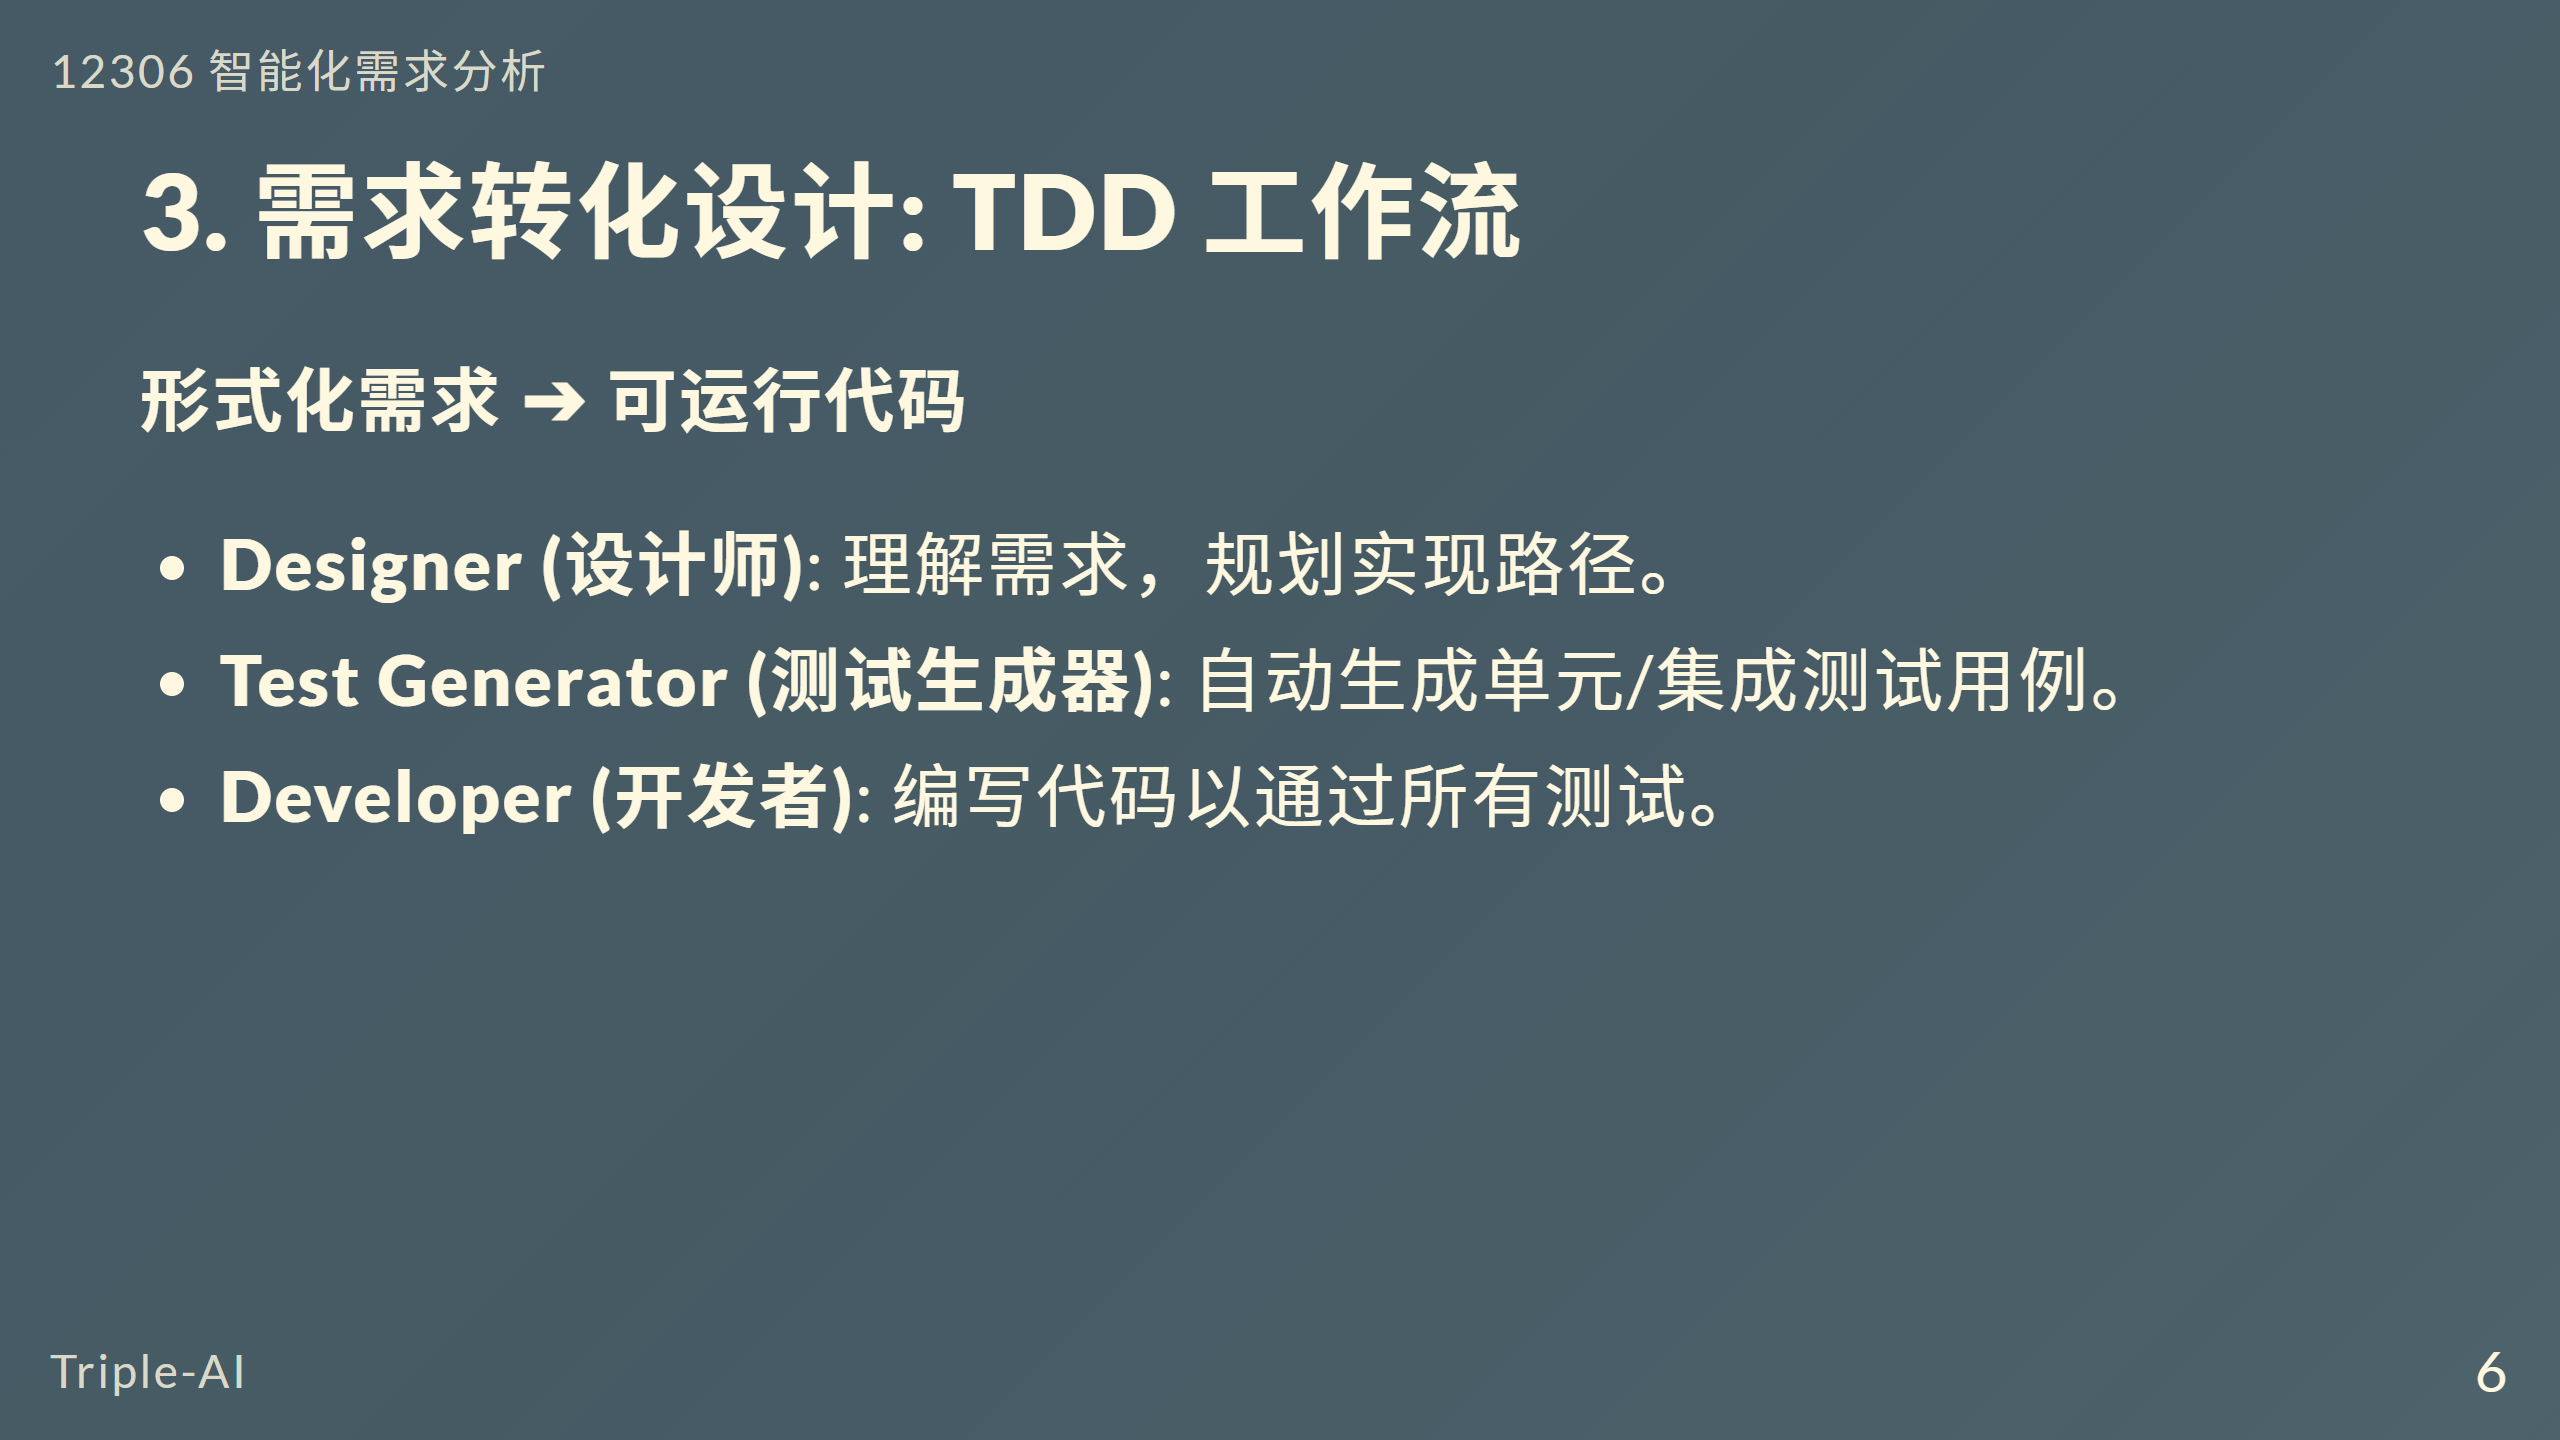 12306 智能化需求分析
3. 需求转化设计: TDD 工作流
形式化需求 ➔ 可运行代码
• Designer (设计师): 理解需求，规划实现路径。
• Test Generator (测试生成器): 自动生成单元/集成测试用例。
• Developer (开发者): 编写代码以通过所有测试。
Triple-AI
6